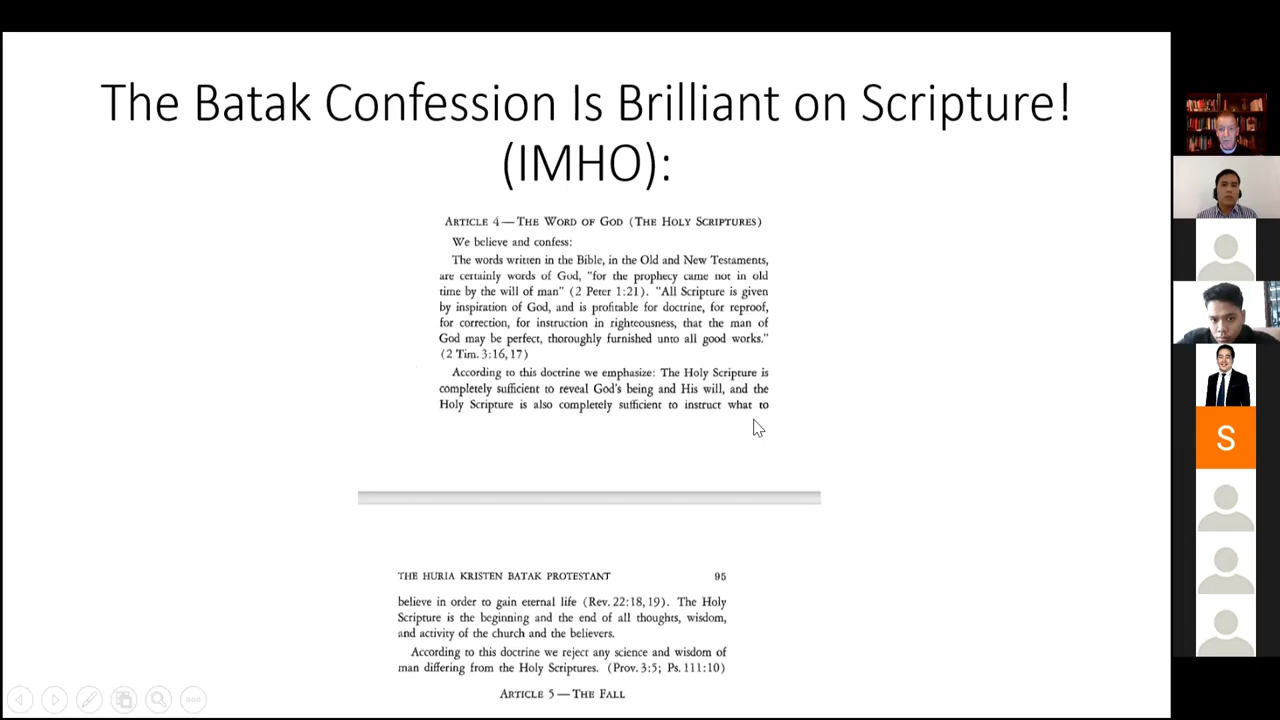 The Batak Confession Is Brilliant on Scripture!
(IMHO):
ARTICLE 4—THE WORD OF GOD (THE HOLY SCRIPTURES)
We believe and confess:
The words written in the Bible, in the Old and New Testaments,
are certainly words of God, "for the prophecy came not in old
time by the will of man" (2 Peter 1:21). "All Scripture is given
by inspiration of God, and is profitable for doctrine, for reproof,
for correction, for instruction in righteousness, that the man of
God may be perfect, thoroughly furnished unto all good works."
(2 Tim. 3:16, 17)
According to this doctrine we emphasize: The Holy Scripture is
completely sufficient to reveal God's being and His will, and the
Holy Scripture is also completely sufficient to instruct what to
THE HURIA KRISTEN BATAK PROTESTANT 95
believe in order to gain eternal life (Rev. 22:18, 19). The Holy
Scripture is the beginning and the end of all thoughts, wisdom,
and activity of the church and the believers.
According to this doctrine we reject any science and wisdom of
man differing from the Holy Scriptures. (Prov. 3:5; Ps. 111:10)
ARTICLE 5—THE FALL
S